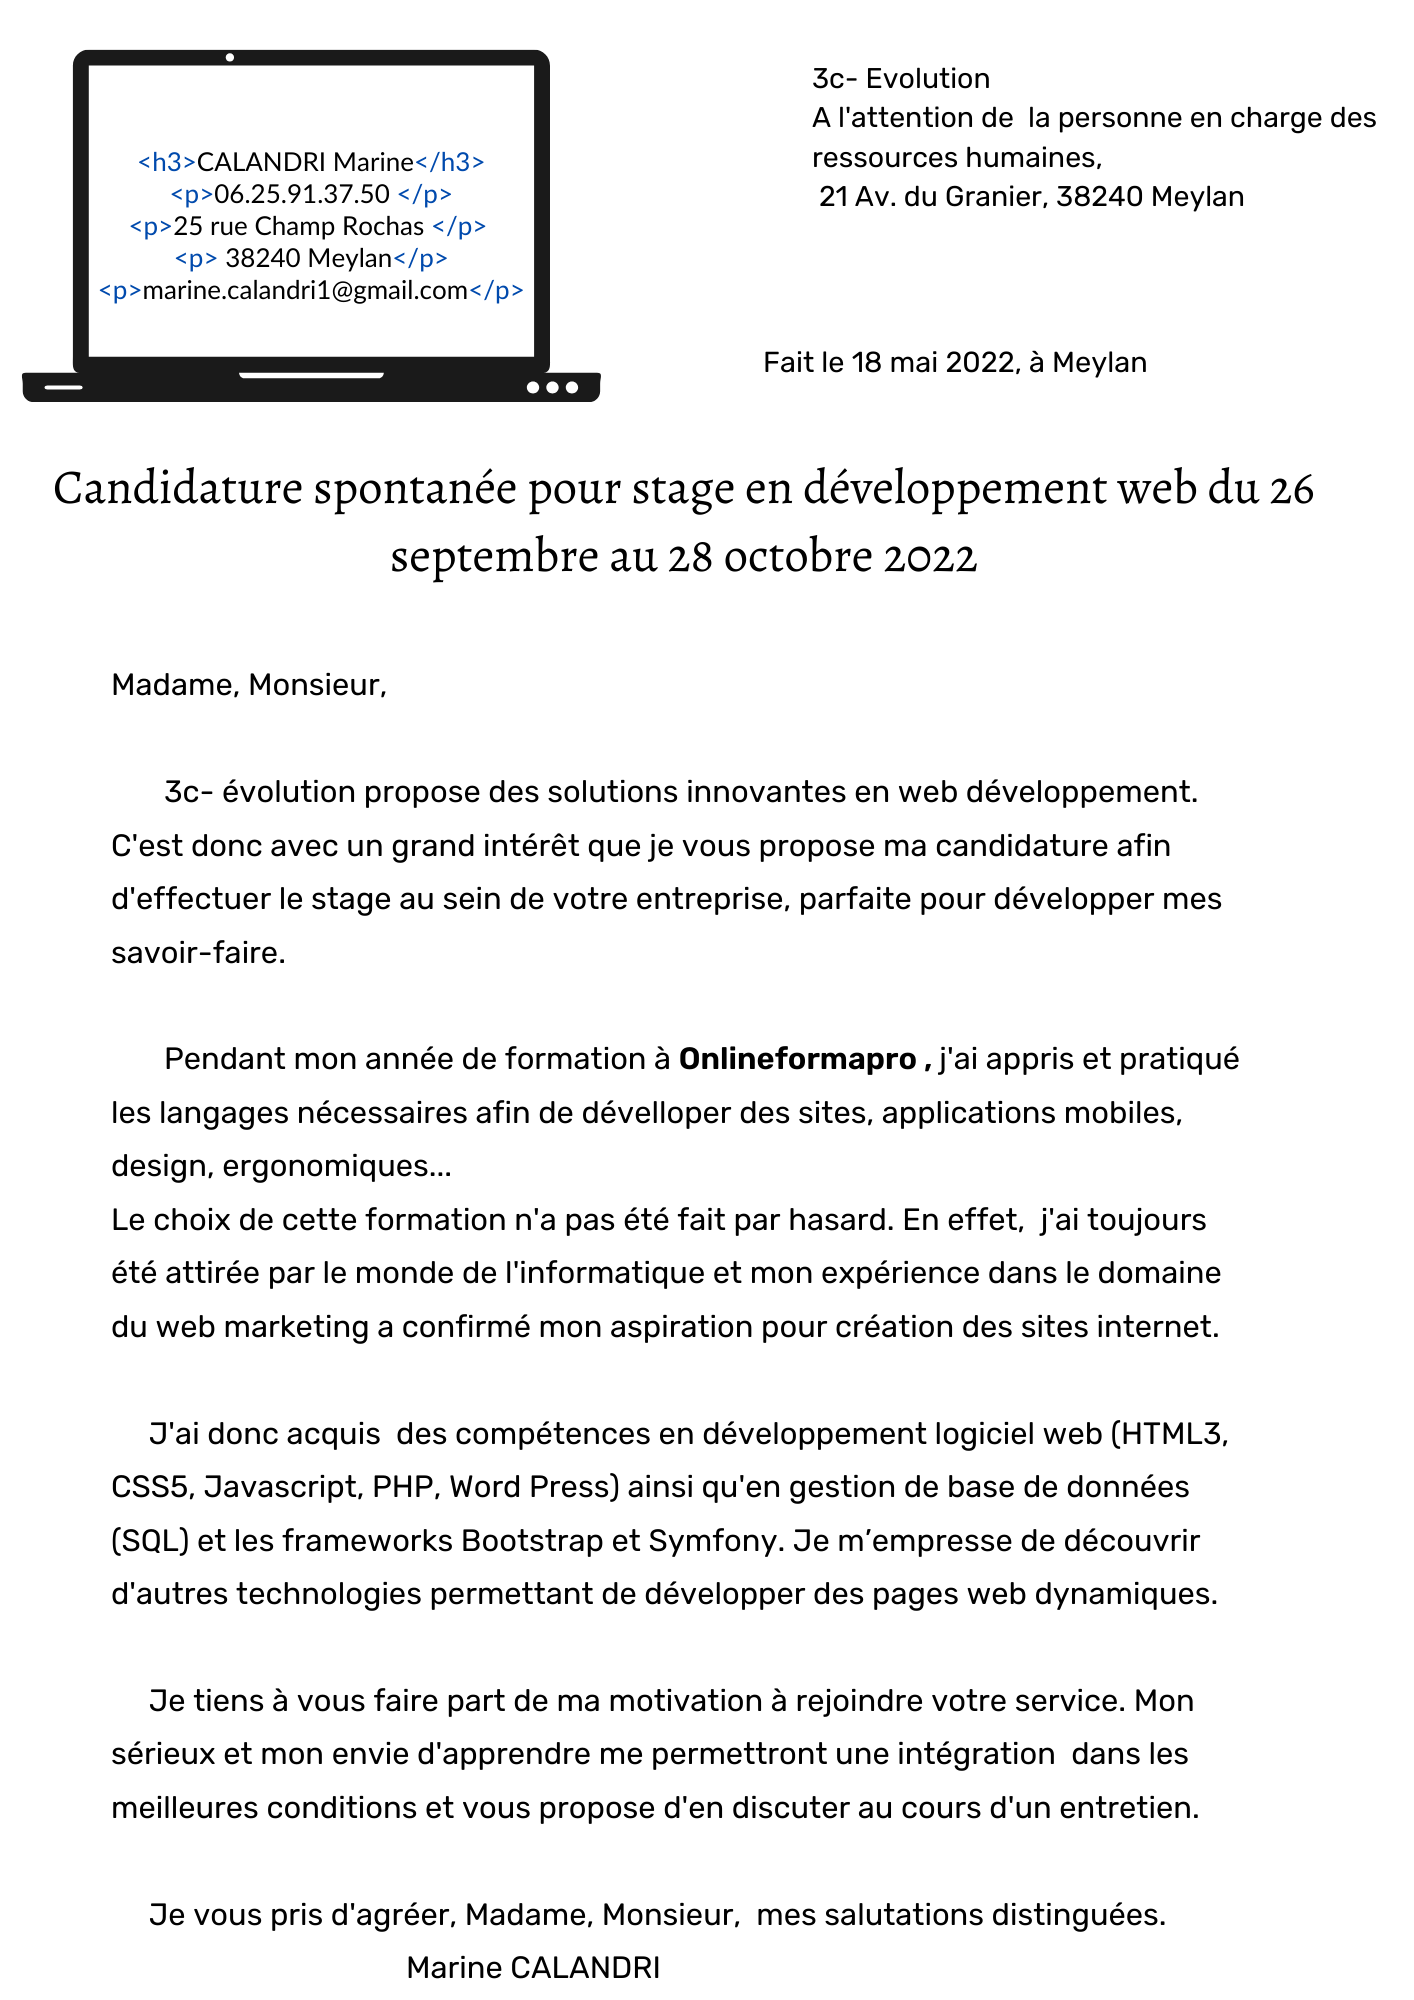 <h3>CALANDRI Marine</h3>
<p>06.25.91.37.50 </p>
<p>25 rue Champ Rochas </p>
<p> 38240 Meylan</p>
<p>marine.calandri1@gmail.com</p>
3c- Evolution
A l'attention de  la personne en charge des
ressources humaines,
21 Av. du Granier, 38240 Meylan
Fait le 18 mai 2022, à Meylan
Candidature spontanée pour stage en développement web du 26
septembre au 28 octobre 2022
Madame, Monsieur,
3c- évolution propose des solutions innovantes en web développement.
C'est donc avec un grand intérêt que je vous propose ma candidature afin
d'effectuer le stage au sein de votre entreprise, parfaite pour développer mes
savoir-faire.
Pendant mon année de formation à Onlineformapro , j'ai appris et pratiqué
les langages nécessaires afin de dévelloper des sites, applications mobiles,
design, ergonomiques...
Le choix de cette formation n'a pas été fait par hasard. En effet,  j'ai toujours
été attirée par le monde de l'informatique et mon expérience dans le domaine
du web marketing a confirmé mon aspiration pour création des sites internet.
J'ai donc acquis  des compétences en développement logiciel web (HTML3,
CSS5, Javascript, PHP, Word Press) ainsi qu'en gestion de base de données
(SQL) et les frameworks Bootstrap et Symfony. Je m’empresse de découvrir
d'autres technologies permettant de développer des pages web dynamiques.
Je tiens à vous faire part de ma motivation à rejoindre votre service. Mon
sérieux et mon envie d'apprendre me permettront une intégration  dans les
meilleures conditions et vous propose d'en discuter au cours d'un entretien.
Je vous pris d'agréer, Madame, Monsieur,  mes salutations distinguées.
Marine CALANDRI